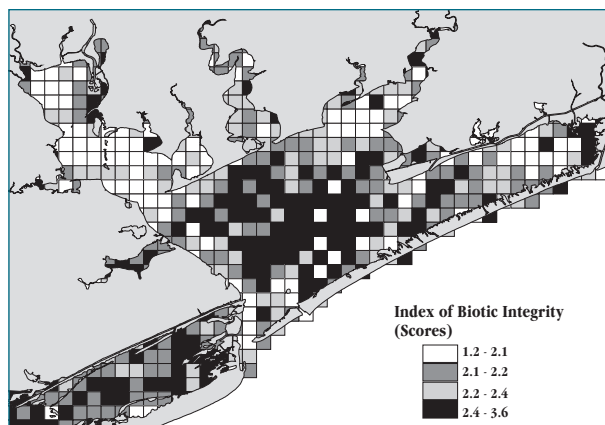 Index of Biotic Integrity
(Scores)
1.2 - 2.1
2.1 - 2.2
2.2 - 2.4
2.4 - 3.6